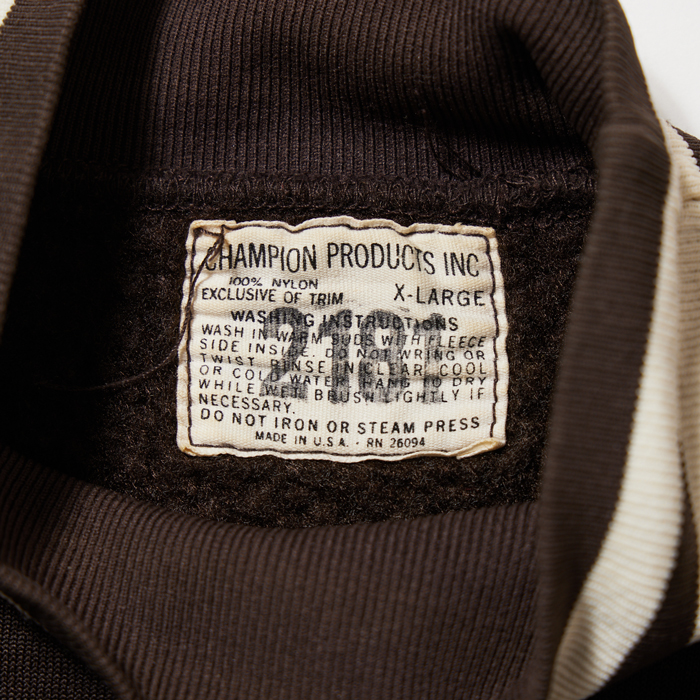 CHAMPION PRODUCTS INC
100% NYLON
EXCLUSIVE OF TRIM X-LARGE
WASHING INSTRUCTIONS
WASH IN WARM SUDS WITH FLEECE
SIDE INSIDE. DO NOT WRING OR
TWIST. RINSE IN CLEAR, COOL
OR COLD WATER. HANG TO DRY
WHILE WET BRUSH LIGHTLY IF
NECESSARY.
DO NOT IRON OR STEAM PRESS
MADE IN U.S.A. · RN 26094